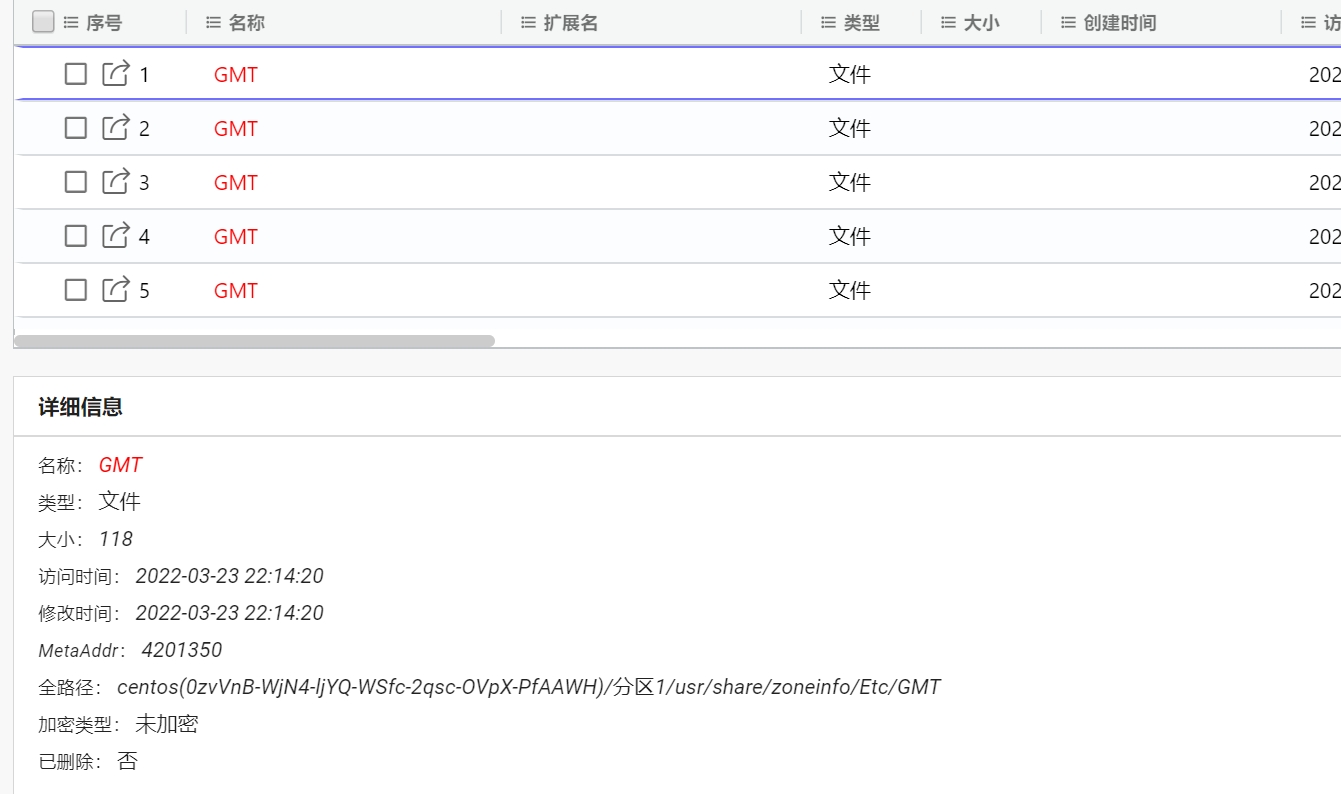 序号 名称 扩展名 类型 大小 创建时间 访
1 GMT 文件 202
2 GMT 文件 202
3 GMT 文件 202
4 GMT 文件 202
5 GMT 文件 202
详细信息
名称： GMT
类型： 文件
大小： 118
访问时间： 2022-03-23 22:14:20
修改时间： 2022-03-23 22:14:20
MetaAddr： 4201350
全路径： centos(0zvVnB-WjN4-ljYQ-WSfc-2qsc-OVpX-PfAAWH)/分区1/usr/share/zoneinfo/Etc/GMT
加密类型： 未加密
已删除： 否